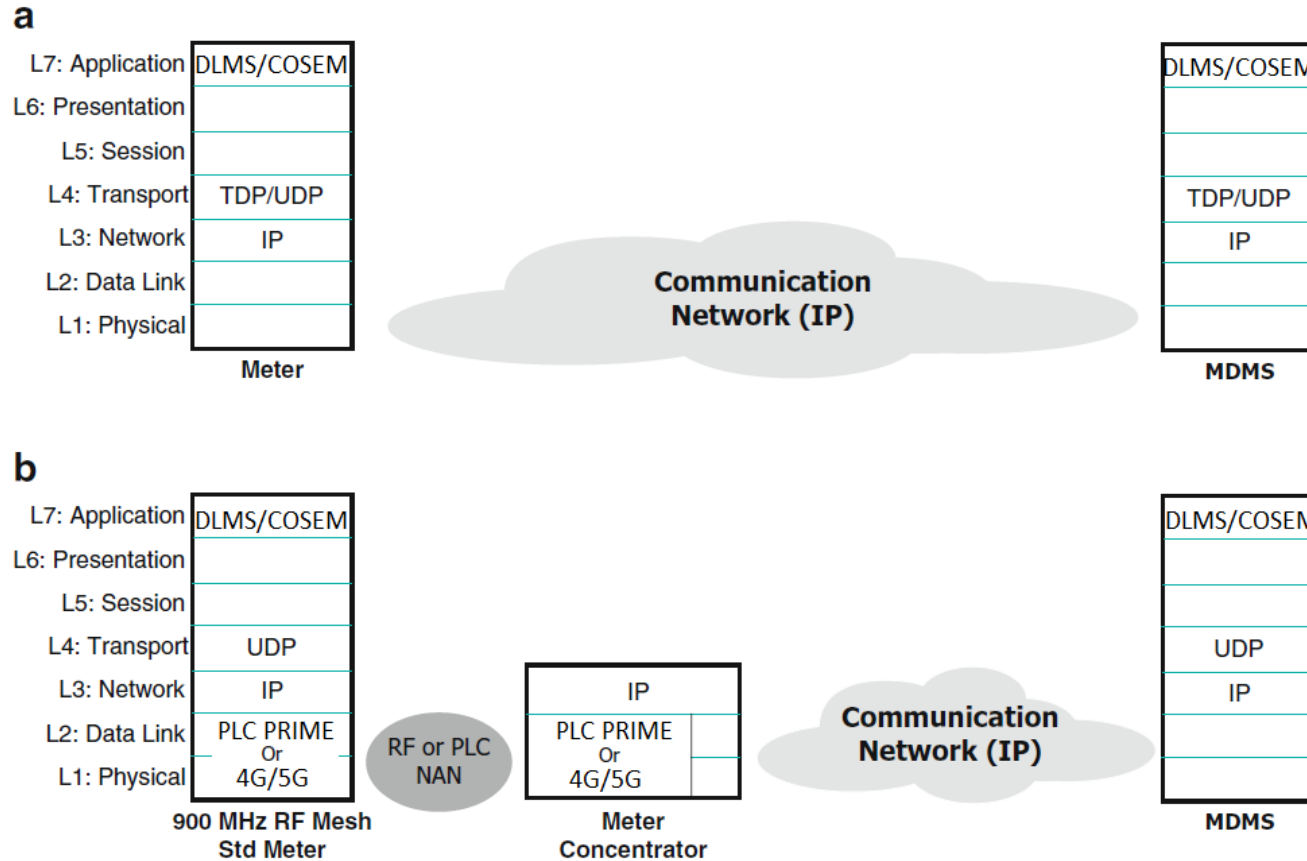 a
L7: Application DLMS/COSEM DLMS/COSEM
L6: Presentation
L5: Session
L4: Transport TDP/UDP TDP/UDP
L3: Network IP IP
L2: Data Link
L1: Physical
Communication
Network (IP)
Meter MDMS
b
L7: Application DLMS/COSEM DLMS/COSEM
L6: Presentation
L5: Session
L4: Transport UDP UDP
L3: Network IP IP IP
L2: Data Link PLC PRIME PLC PRIME
Or Or
L1: Physical 4G/5G 4G/5G
RF or PLC
NAN
Communication
Network (IP)
900 MHz RF Mesh
Std Meter
Meter
Concentrator
MDMS